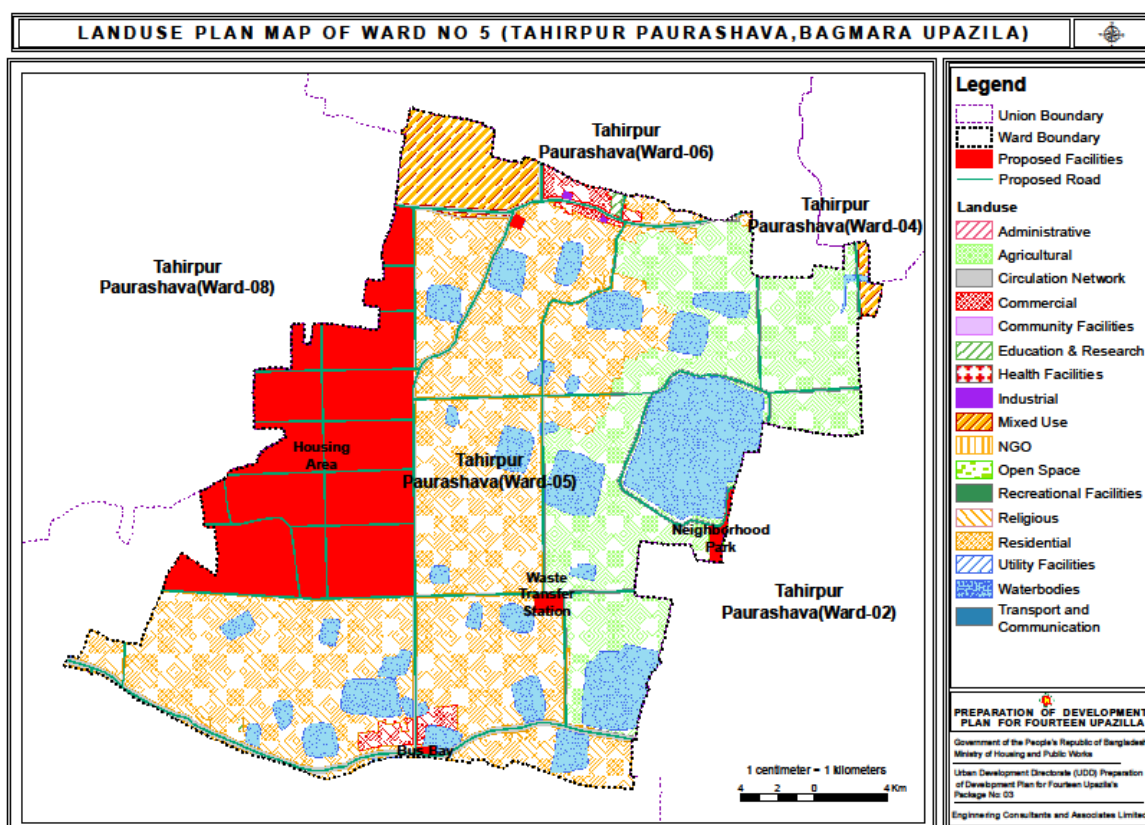 LANDUSE PLAN MAP OF WARD NO 5 (TAHIRPUR PAURASHAVA,BAGMARA UPAZILA)
Tahirpur
Paurashava(Ward-06)
Tahirpur
Paurashava(Ward-04)
Tahirpur
Paurashava(Ward-08)
Housing
Area
Tahirpur
Paurashava(Ward-05)
Neighborhood
Park
Waste
Transfer
Station
Tahirpur
Paurashava(Ward-02)
Bus Bay
1 centimeter = 1 kilometers
4 2 0 4 Km
Legend
Union Boundary
Ward Boundary
Proposed Facilities
Proposed Road
Landuse
Administrative
Agricultural
Circulation Network
Commercial
Community Facilities
Education & Research
Health Facilities
Industrial
Mixed Use
NGO
Open Space
Recreational Facilities
Religious
Residential
Utility Facilities
Waterbodies
Transport and
Communication
PREPARATION OF DEVELOPMENT
PLAN FOR FOURTEEN UPAZILLA
Government of the People's Republic of Bangladesh
Ministry of Housing and Public Works
Urban Development Directorate (UDD) Preparation
of Development Plan for Fourteen Upazila's
Package No: 03
Enginnering Consultants and Associates Limited